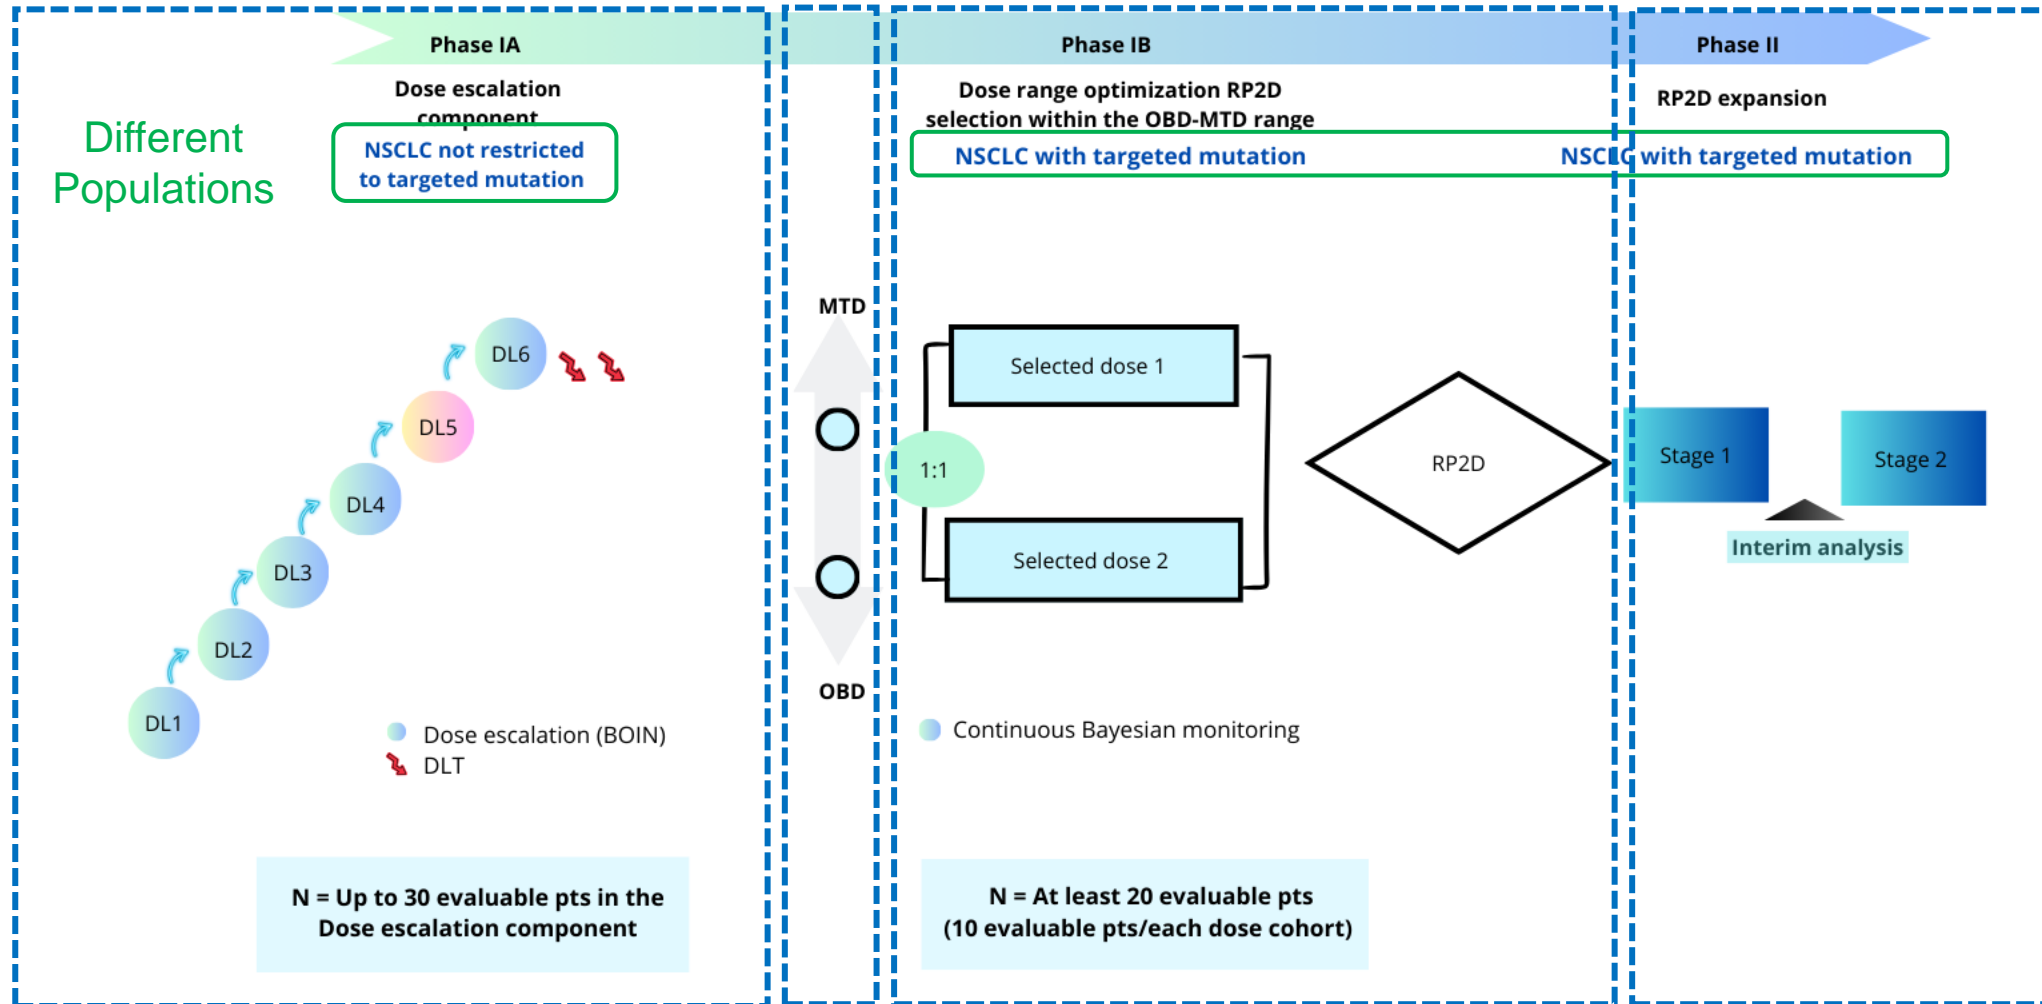 Phase IA
Phase IB
Phase II
Dose escalation
component
Dose range optimization RP2D
selection within the OBD-MTD range
RP2D expansion
Different
Populations
NSCLC not restricted
to targeted mutation
NSCLC with targeted mutation
NSCLC with targeted mutation
MTD
DL6
DL5
DL4
DL3
DL2
DL1
Selected dose 1
1:1
Selected dose 2
RP2D
Stage 1
Stage 2
Interim analysis
OBD
Dose escalation (BOIN)
DLT
Continuous Bayesian monitoring
N = Up to 30 evaluable pts in the
Dose escalation component
N = At least 20 evaluable pts
(10 evaluable pts/each dose cohort)